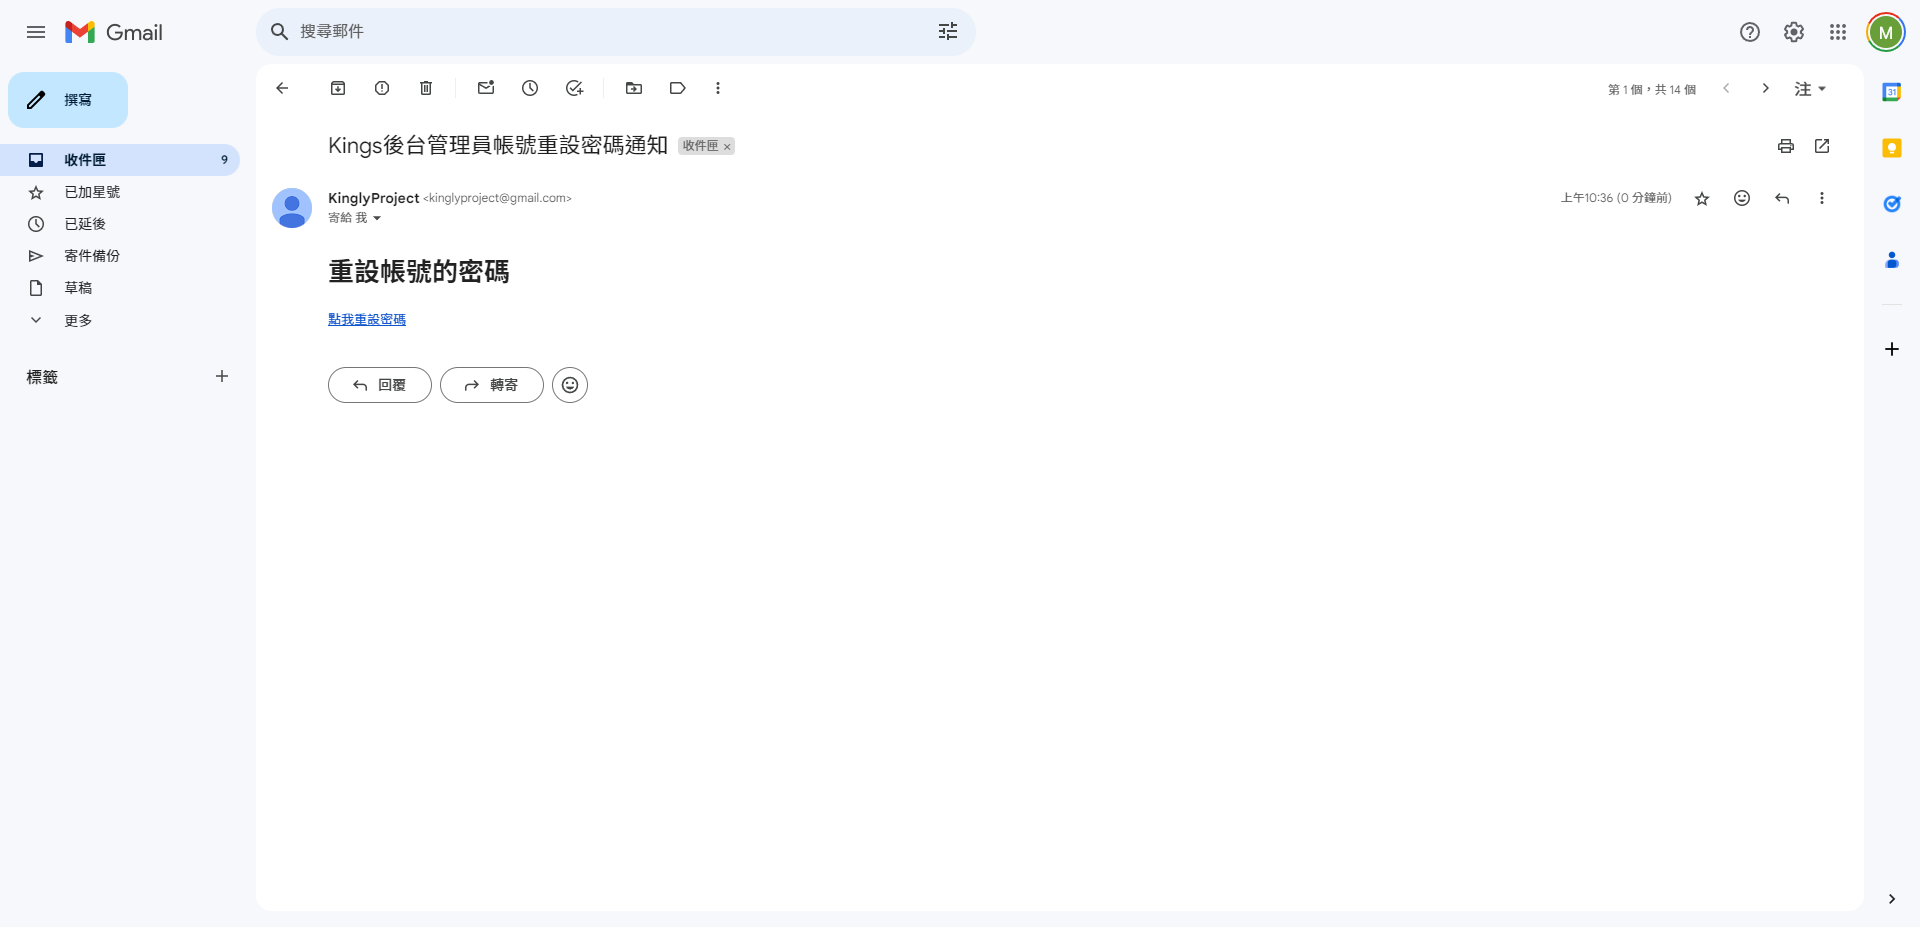 Gmail
搜尋郵件
M
撰寫
收件匣 9
已加星號
已延後
寄件備份
草稿
更多
標籤
第 1 個，共 14 個
注
Kings後台管理員帳號重設密碼通知 收件匣 ×
KinglyProject <kinglyproject@gmail.com>
上午10:36 (0 分鐘前)
寄給 我
重設帳號的密碼
點我重設密碼
回覆
轉寄
31